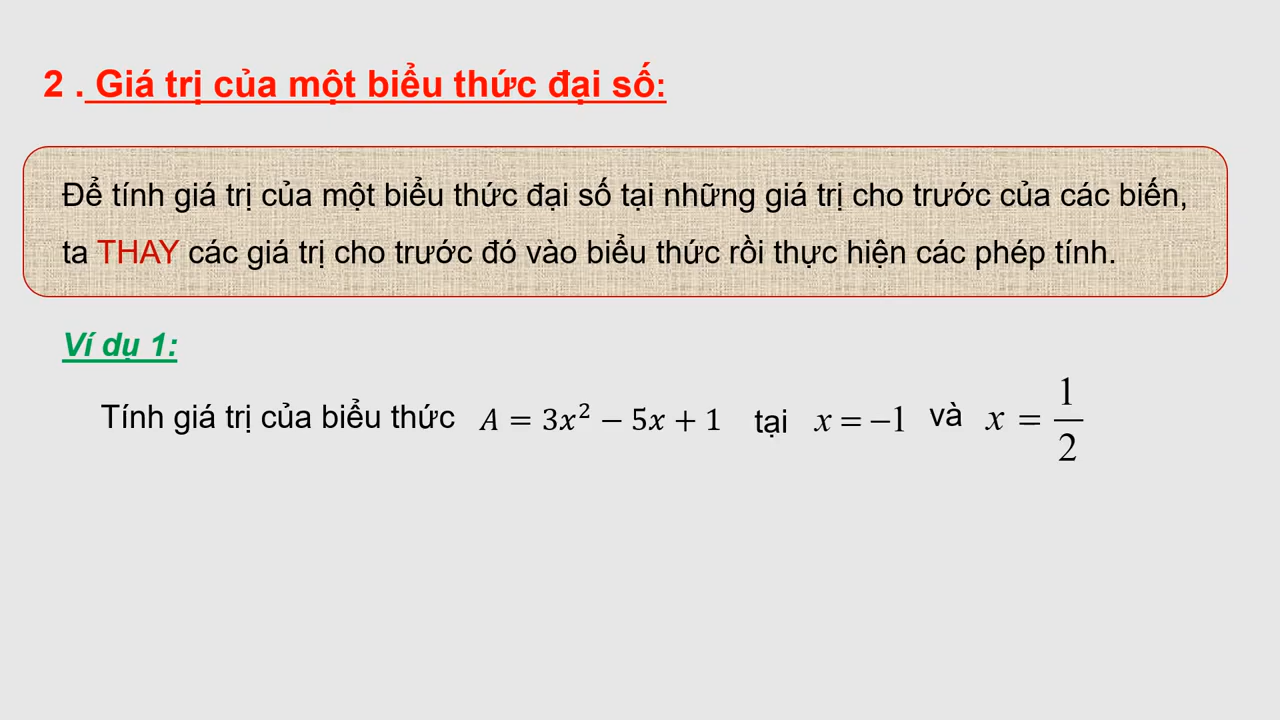 2 . Giá trị của một biểu thức đại số:
Để tính giá trị của một biểu thức đại số tại những giá trị cho trước của các biến,
ta THAY các giá trị cho trước đó vào biểu thức rồi thực hiện các phép tính.
Ví dụ 1:
Tính giá trị của biểu thức A = 3x² − 5x + 1 tại x = −1 và x = 1/2